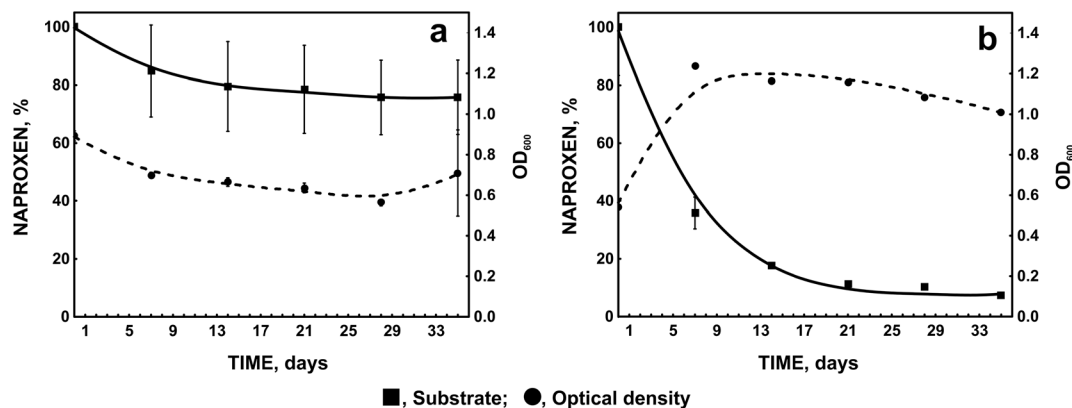 a
NAPROXEN, %
100
80
60
40
20
0
1.4
1.2
1.0
0.8
0.6
0.4
0.2
0.0
OD600
1 5 9 13 17 21 25 29 33
TIME, days
b
NAPROXEN, %
100
80
60
40
20
0
1.4
1.2
1.0
0.8
0.6
0.4
0.2
0.0
OD600
1 5 7 9 14 21 28 29 33
TIME, days
■, Substrate; ●, Optical density